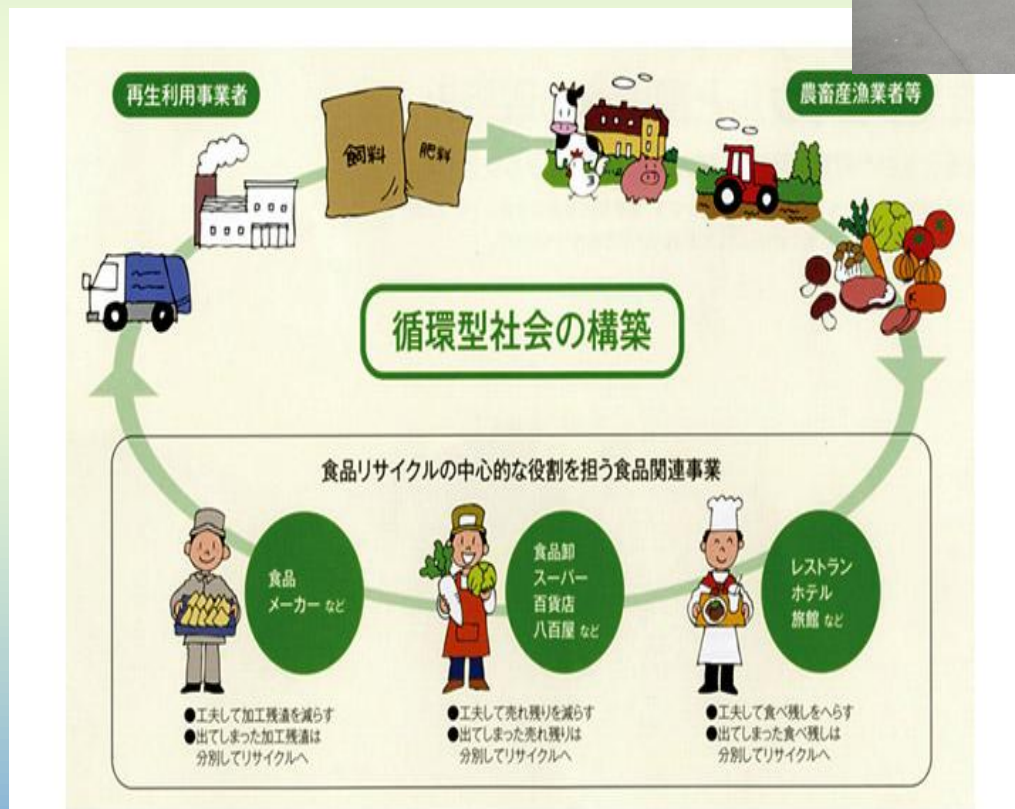 再生利用事業者
農畜産漁業者等
飼料
肥料
循環型社会の構築
食品リサイクルの中心的な役割を担う食品関連事業
食品
メーカー など
食品卸
スーパー
百貨店
八百屋 など
レストラン
ホテル
旅館 など
●工夫して加工残渣を減らす
●出てしまった加工残渣は
分別してリサイクルへ
●工夫して売れ残りを減らす
●出てしまった売れ残りは
分別してリサイクルへ
●工夫して食べ残しをへらす
●出てしまった食べ残しは
分別してリサイクルへ